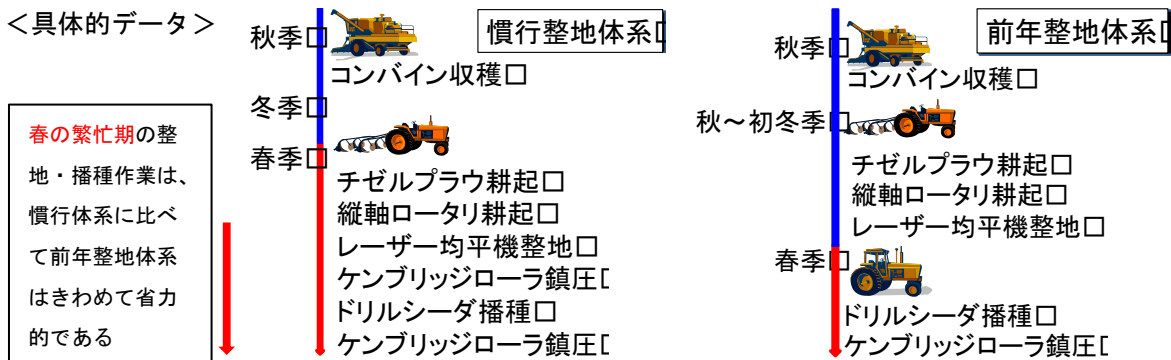 ＜具体的データ＞
春の繁忙期の整
地・播種作業は、
慣行体系に比べ
て前年整地体系
はきわめて省力
的である
慣行整地体系
秋季□
コンバイン収穫□
冬季□
春季□
チゼルプラウ耕起□
縦軸ロータリ耕起□
レーザー均平機整地□
ケンブリッジローラ鎮圧
ドリルシーダ播種□
ケンブリッジローラ鎮圧□
前年整地体系
秋季□
コンバイン収穫□
秋～初冬季□
チゼルプラウ耕起□
縦軸ロータリ耕起□
レーザー均平機整地□
春季□
ドリルシーダ播種□
ケンブリッジローラ鎮圧